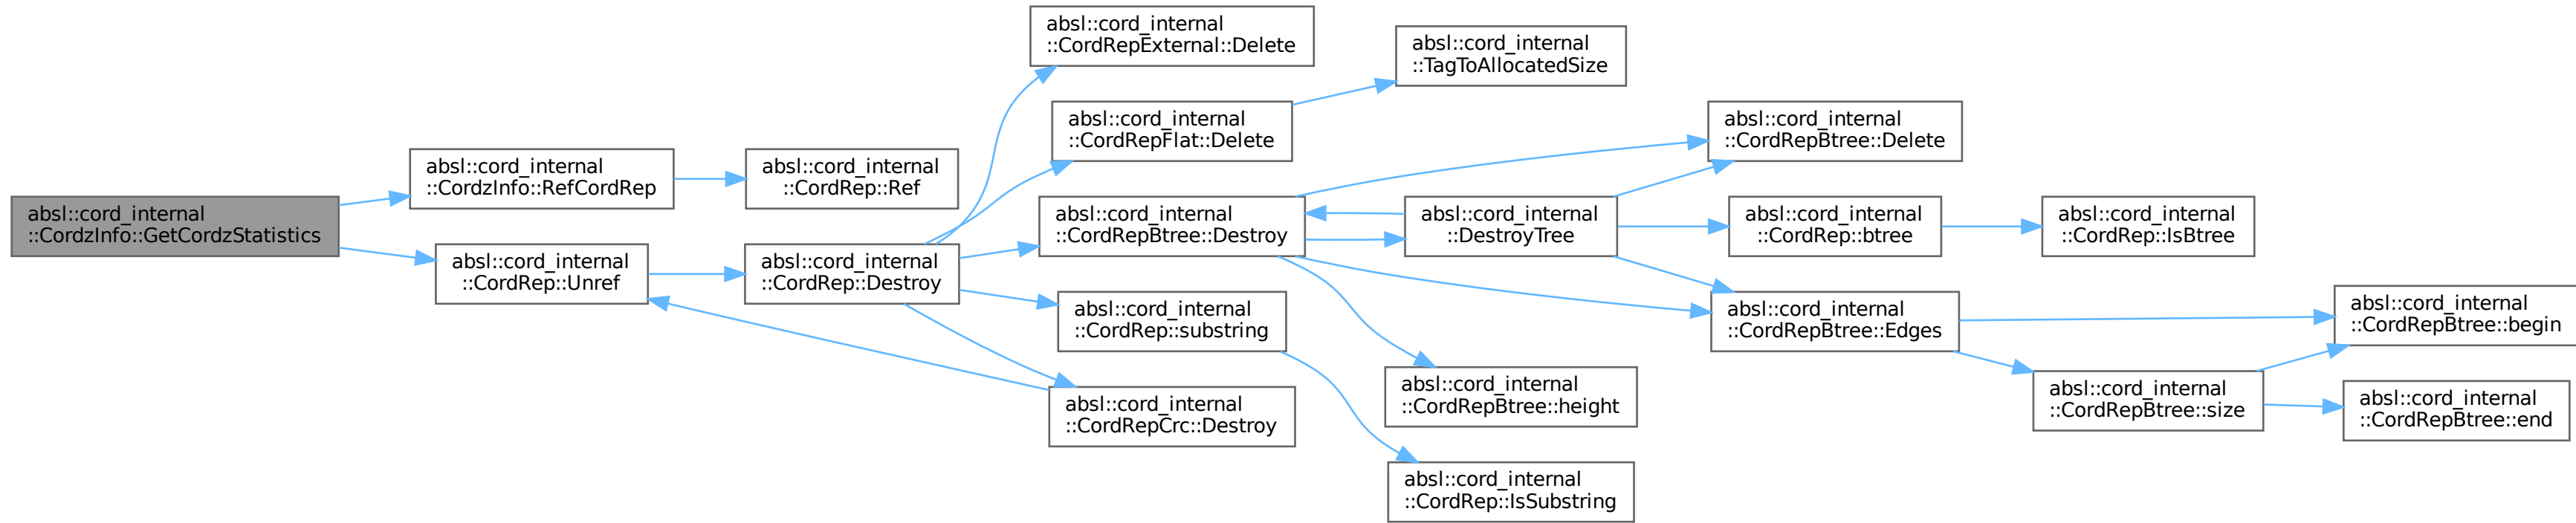 absl::cord_internal
::CordzInfo::GetCordzStatistics
absl::cord_internal
::CordzInfo::RefCordRep
absl::cord_internal
::CordRep::Ref
absl::cord_internal
::CordRep::Unref
absl::cord_internal
::CordRep::Destroy
absl::cord_internal
::CordRepExternal::Delete
absl::cord_internal
::CordRepFlat::Delete
absl::cord_internal
::TagToAllocatedSize
absl::cord_internal
::CordRepBtree::Destroy
absl::cord_internal
::DestroyTree
absl::cord_internal
::CordRepBtree::Delete
absl::cord_internal
::CordRep::btree
absl::cord_internal
::CordRep::IsBtree
absl::cord_internal
::CordRep::substring
absl::cord_internal
::CordRepBtree::Edges
absl::cord_internal
::CordRepBtree::begin
absl::cord_internal
::CordRepBtree::height
absl::cord_internal
::CordRepBtree::size
absl::cord_internal
::CordRepBtree::end
absl::cord_internal
::CordRepCrc::Destroy
absl::cord_internal
::CordRep::IsSubstring